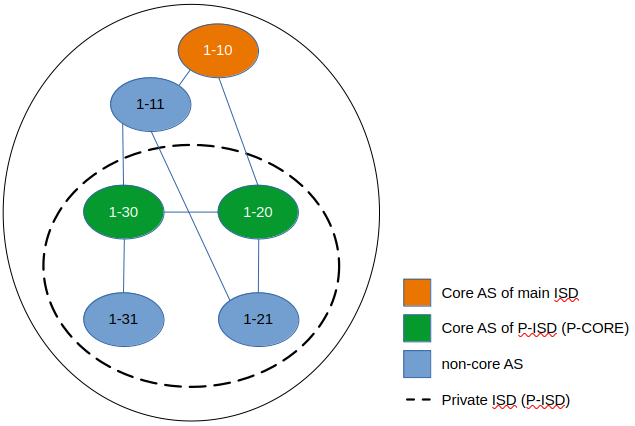 1-10
1-11
1-30
1-20
1-31
1-21
Core AS of main ISD
Core AS of P-ISD (P-CORE)
non-core AS
Private ISD (P-ISD)